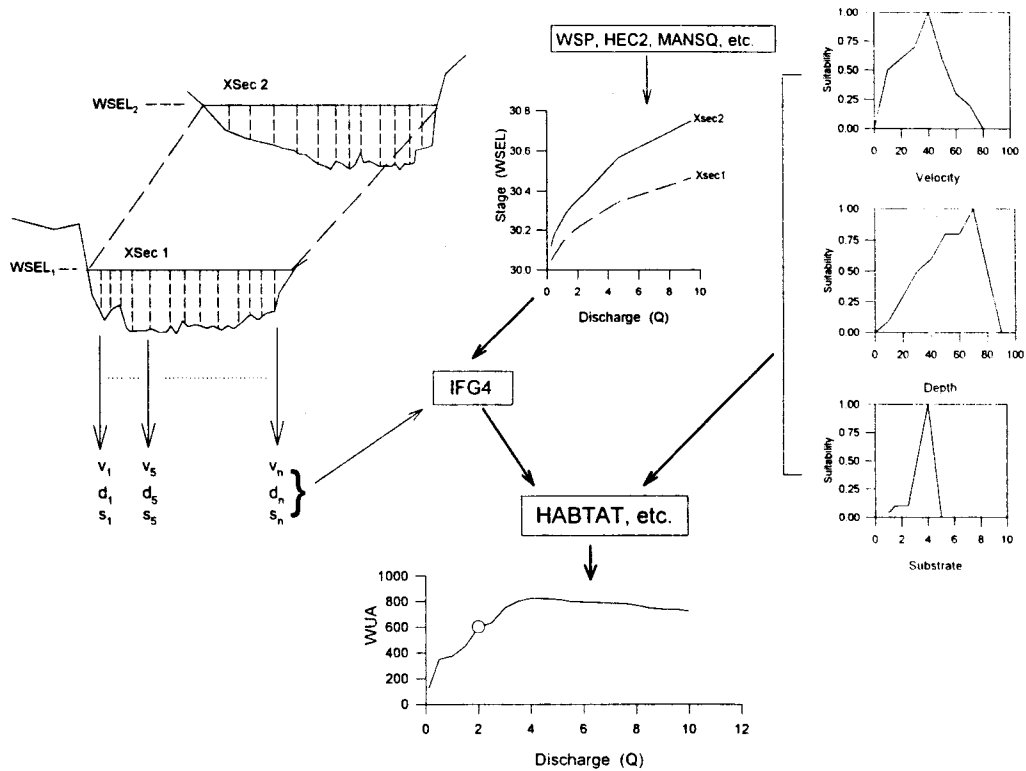 WSP, HEC2, MANSQ, etc.
XSec 2
WSEL2
XSec 1
WSEL1
v1 v5 vn
d1 d5 dn
s1 s5 sn
}
Stage (WSEL)
30.8
30.6
30.4
30.2
30.0
Xsec2
Xsec1
0 2 4 6 8 10
Discharge (Q)
IFG4
HABTAT, etc.
WUA
1000
800
600
400
200
0
0 2 4 6 8 10 12
Discharge (Q)
Suitability
1.00
0.75
0.50
0.25
0.00
0 20 40 60 80 100
Velocity
Suitability
1.00
0.75
0.50
0.25
0.00
0 20 40 60 80 100
Depth
Suitability
1.00
0.75
0.50
0.25
0.00
0 2 4 6 8 10
Substrate